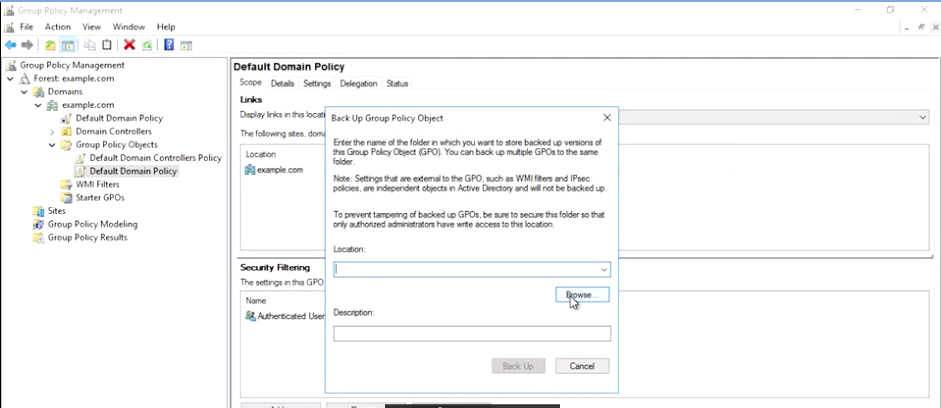 Group Policy Management
File Action View Window Help
Group Policy Management
Forest: example.com
Domains
example.com
Default Domain Policy
Domain Controllers
Group Policy Objects
Default Domain Controllers Policy
Default Domain Policy
WMI Filters
Starter GPOs
Sites
Group Policy Modeling
Group Policy Results
Default Domain Policy
Scope Details Settings Delegation Status
Links
Display links in this
The following sites,
Location
example.com
Security Filtering
The settings in this GPO
Name
Authenticated
Back Up Group Policy Object
Enter the name of the folder in which you want to store backed up versions of
this Group Policy Object (GPO). You can back up multiple GPOs to the same
folder.
Note: Settings that are external to the GPO, such as WMI filters and IPsec
policies, are independent objects in Active Directory and will not be backed up.
To prevent tampering of backed up GPOs, be sure to secure this folder so that
only authorized administrators have write access to this location.
Location:
Browse...
Description:
Back Up Cancel